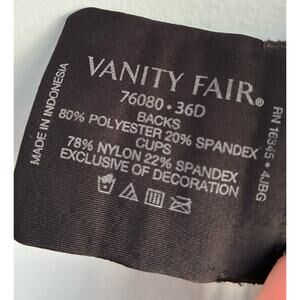 VANITY FAIR®
76080 • 36D
BACKS
80% POLYESTER 20% SPANDEX
CUPS
78% NYLON 22% SPANDEX
EXCLUSIVE OF DECORATION
MADE IN INDONESIA
RN 16345 • 4JBG